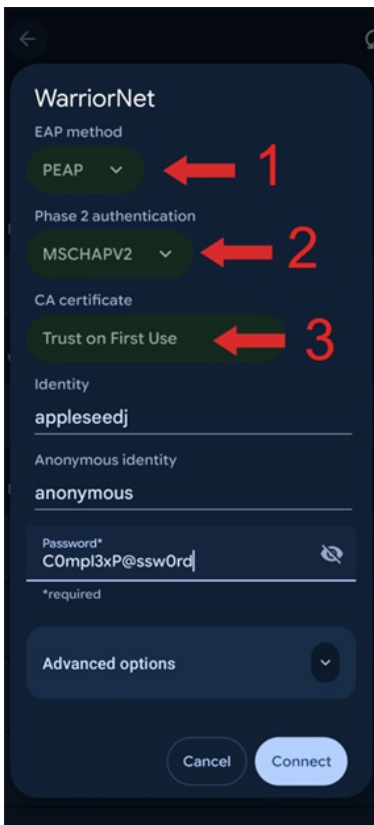 WarriorNet
EAP method
PEAP
1
Phase 2 authentication
MSCHAPV2
2
CA certificate
Trust on First Use
3
Identity
appleseedj
Anonymous identity
anonymous
Password*
C0mpl3xP@ssw0rd
*required
Advanced options
Cancel Connect